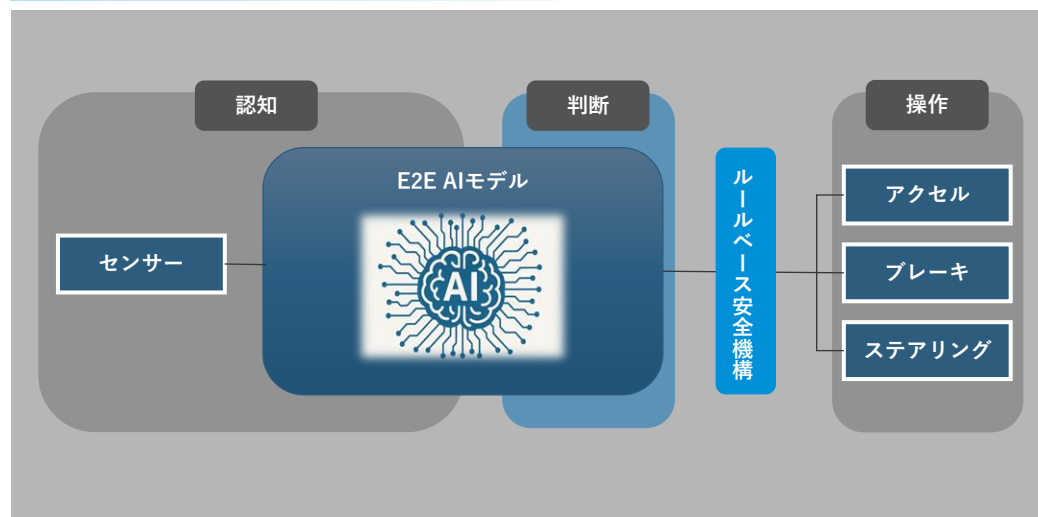 認知
判断
操作
E2E AIモデル
AI
センサー
ルールベース安全機構
アクセル
ブレーキ
ステアリング